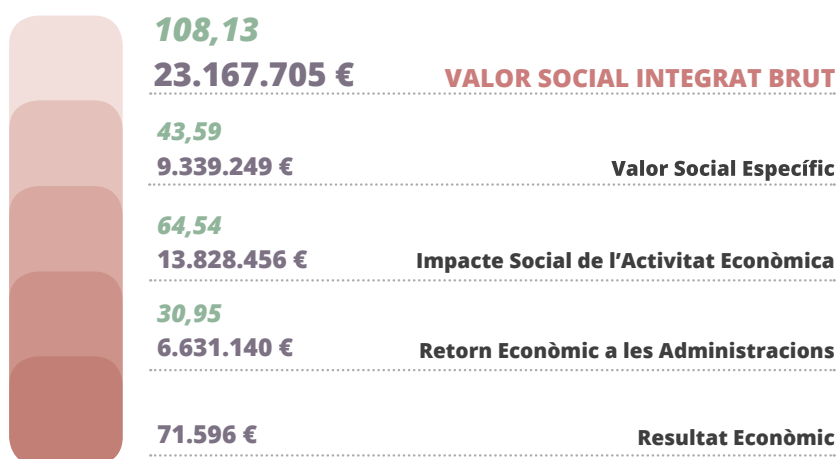 108,13
23.167.705 € VALOR SOCIAL INTEGRAT BRUT
43,59
9.339.249 € Valor Social Específic
64,54
13.828.456 € Impacte Social de l’Activitat Econòmica
30,95
6.631.140 € Retorn Econòmic a les Administracions
71.596 € Resultat Econòmic